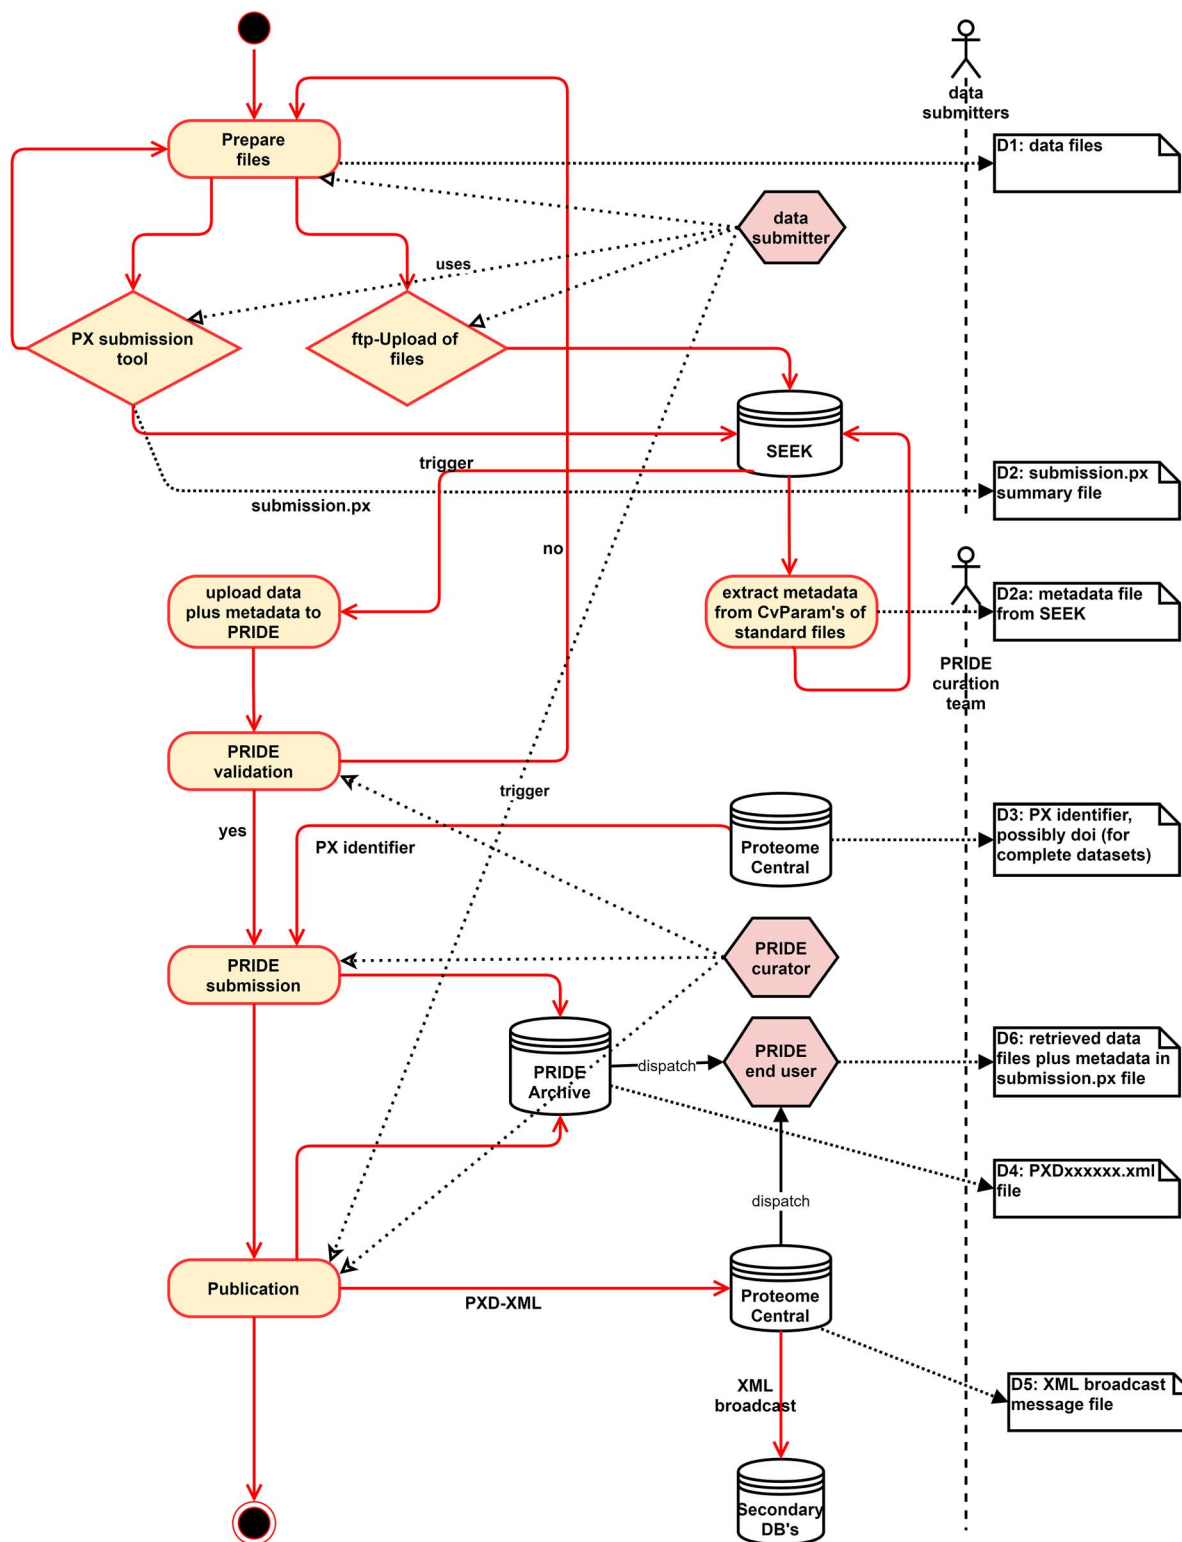 data
submitters
Prepare
files
D1: data files
data
submitter
uses
PX submission
tool
ftp-Upload of
files
SEEK
trigger
D2: submission.px
summary file
submission.px
no
upload data
plus metadata to
PRIDE
extract metadata
from CvParam's of
standard files
D2a: metadata file
from SEEK
PRIDE
curation
team
PRIDE
validation
trigger
yes
PX identifier
Proteome
Central
D3: PX identifier,
possibly doi (for
complete datasets)
PRIDE
submission
PRIDE
curator
PRIDE
Archive
dispatch
PRIDE
end user
D6: retrieved data
files plus metadata in
submission.px file
D4: PXDxxxxxx.xml
file
dispatch
Publication
PXD-XML
Proteome
Central
XML
broadcast
D5: XML broadcast
message file
Secondary
DB's